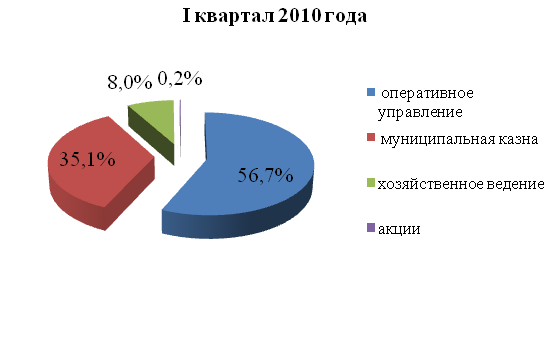 I квартал 2010 года
8,0%
0,2%
35,1%
56,7%
оперативное
управление
муниципальная казна
хозяйственное ведение
акции